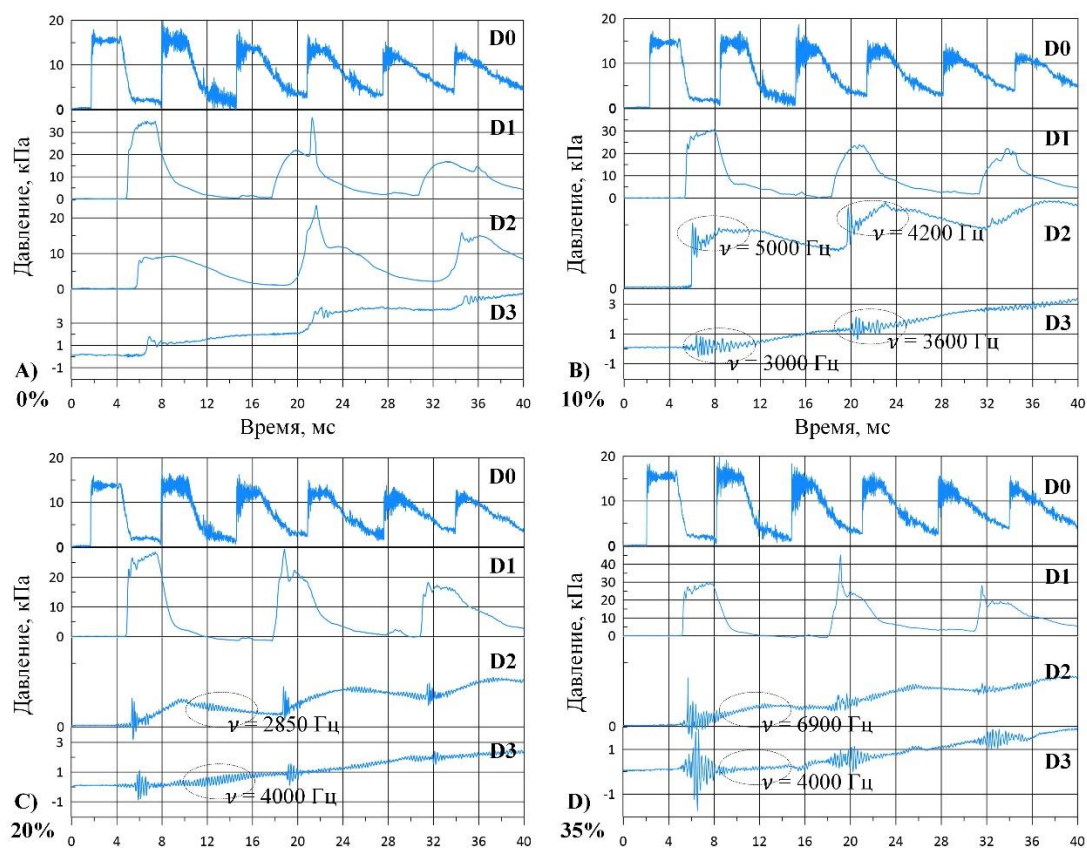 20
D0
10
0
D1
30
20
10
0
Давление, кПа
D2
20
10
0
D3
3
1
-1
A)
0%
0 4 8 12 16 20 24 28 32 36 40
Время, мс
20
D0
10
0
D1
30
20
10
0
Давление, кПа
D2
ν = 5000 Гц
ν = 4200 Гц
0
D3
3
1
-1
ν = 3000 Гц
ν = 3600 Гц
B)
10%
0 4 8 12 16 20 24 28 32 36 40
Время, мс
20
D0
10
0
D1
20
10
0
Давление, кПа
D2
ν = 2850 Гц
0
D3
3
1
-1
ν = 4000 Гц
C)
20%
0 4 8 12 16 20 24 28 32 36 40
20
D0
10
0
D1
40
30
20
10
0
Давление, кПа
D2
ν = 6900 Гц
0
D3
1
-1
ν = 4000 Гц
D)
35%
0 4 8 12 16 20 24 28 32 36 40